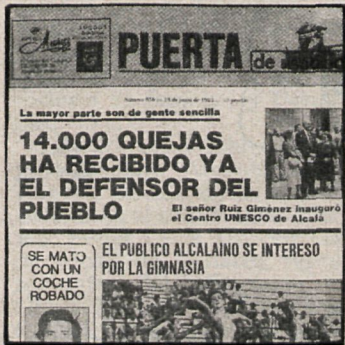 PUERTA
de
La mayor parte son de gente sencilla
14.000 QUEJAS
HA RECIBIDO YA
EL DEFENSOR DEL
PUEBLO
El señor Ruiz Giménez inauguró
el Centro UNESCO de Alcalá
SE MATO
CON UN
COCHE
ROBADO
EL PUBLICO ALCALAINO SE INTERESO
POR LA GIMNASIA